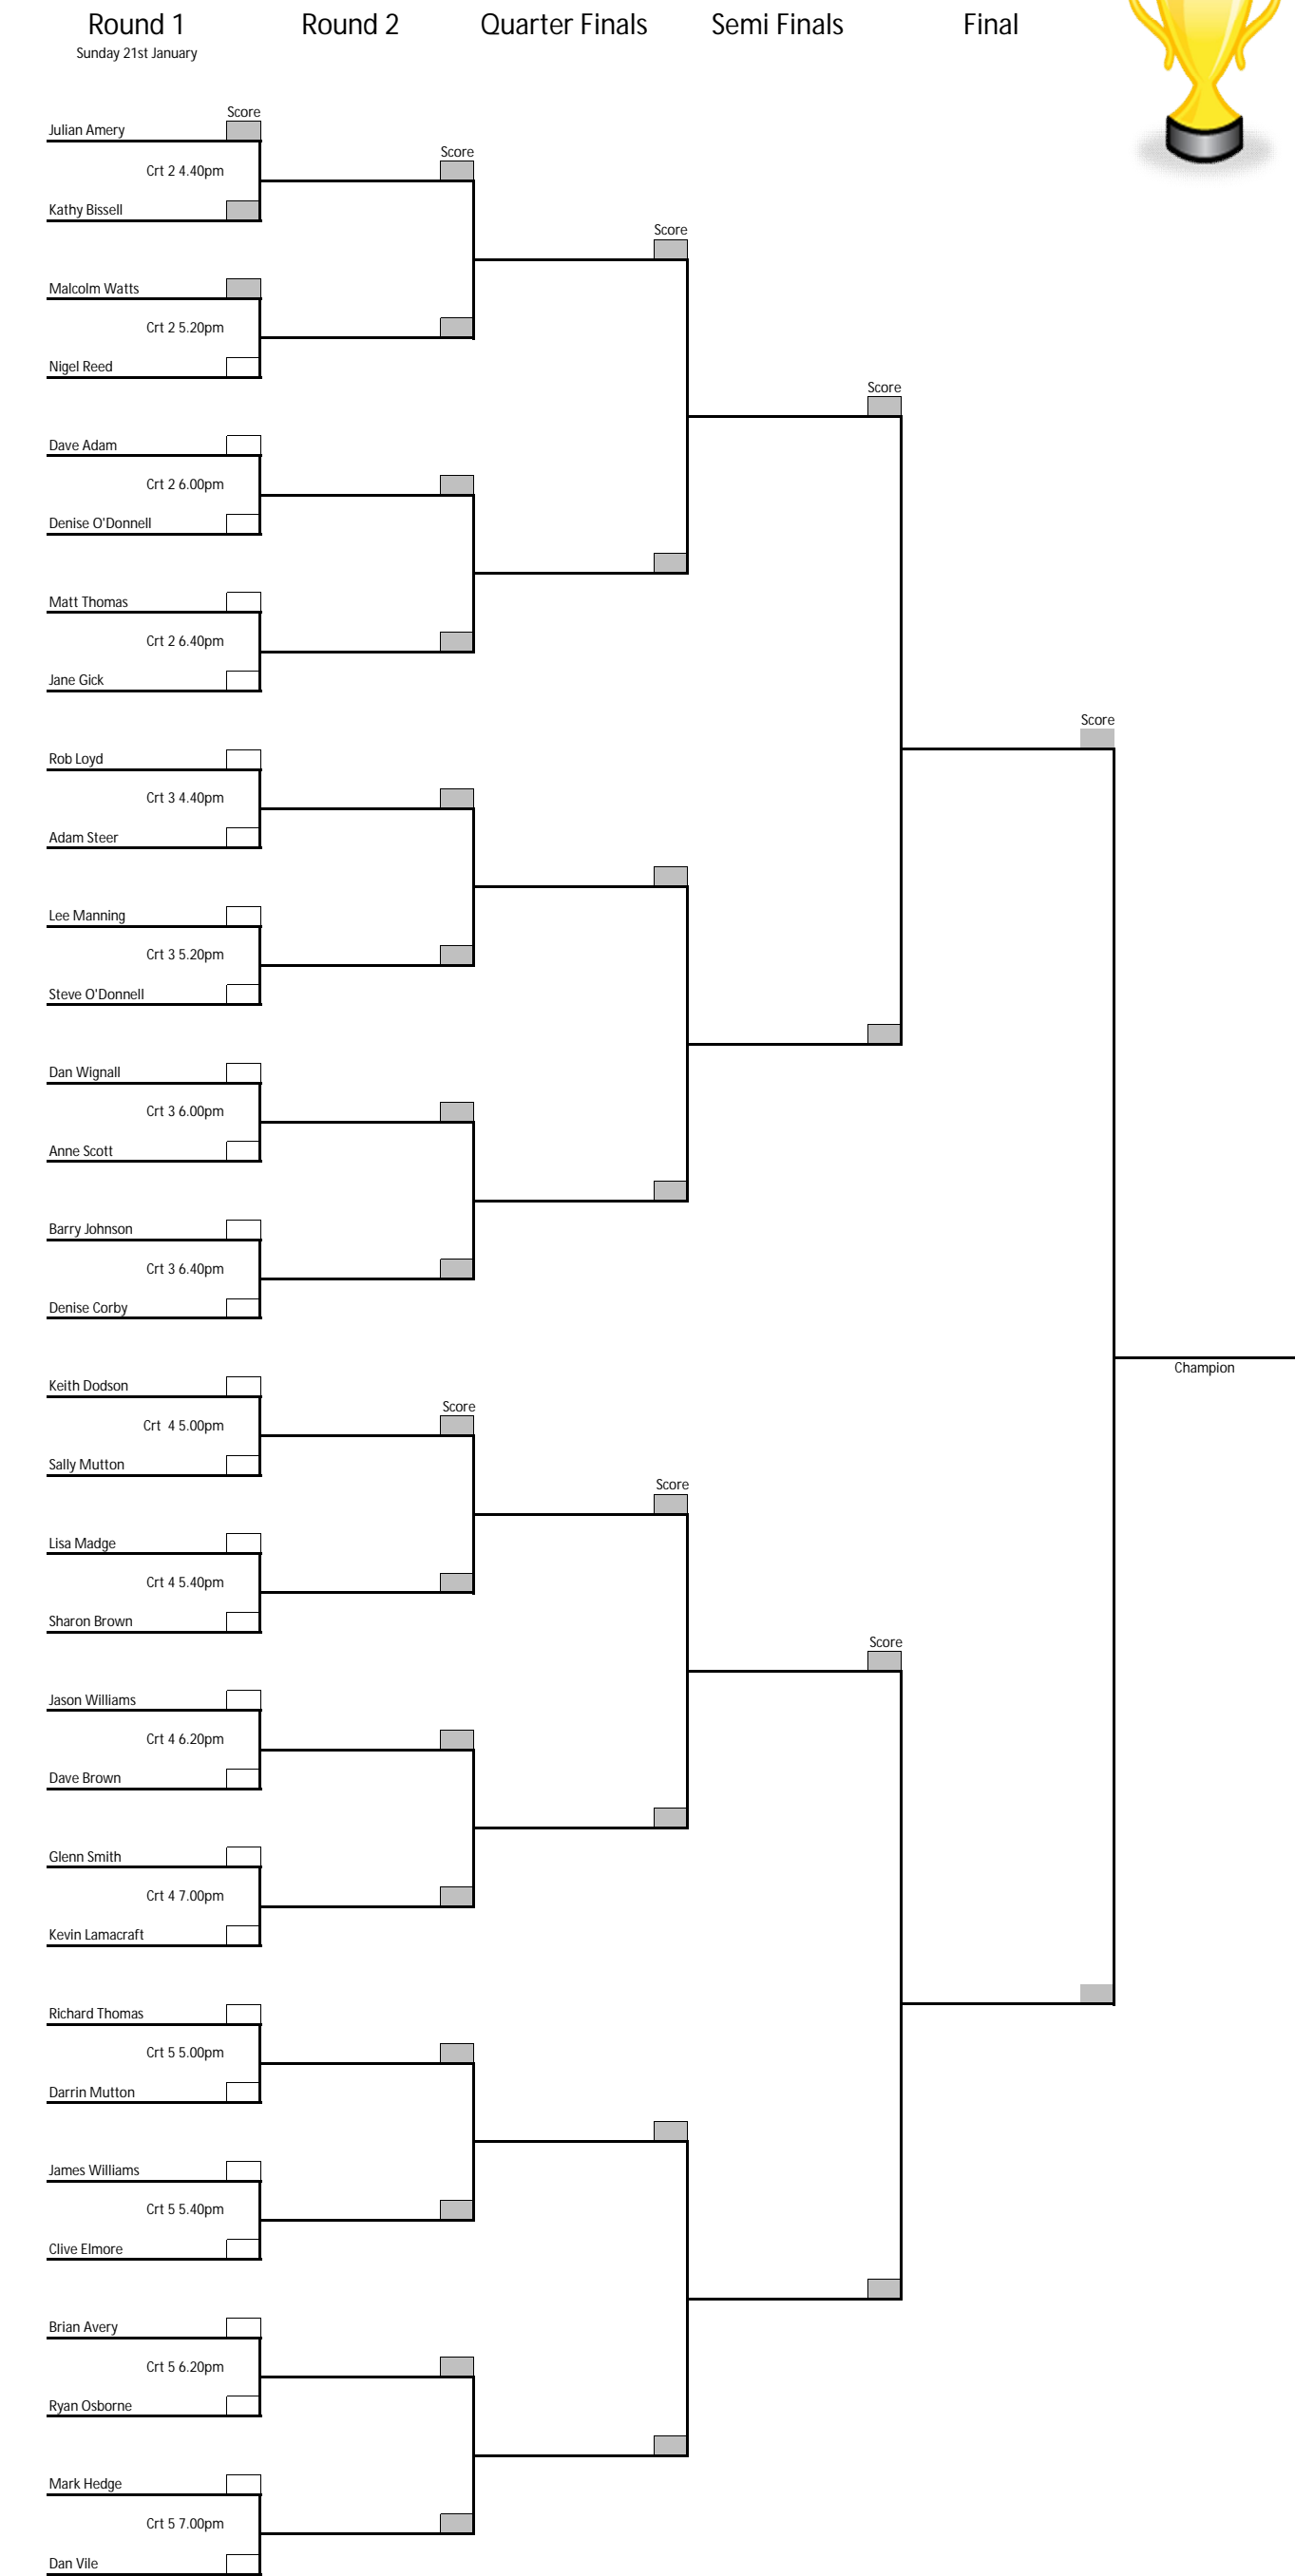 Round 1 Round 2 Quarter Finals Semi Finals Final
Sunday 21st January
Score
Julian Amery
Score
Crt 2 4.40pm
Kathy Bissell
Score
Malcolm Watts
Crt 2 5.20pm
Nigel Reed
Score
Dave Adam
Crt 2 6.00pm
Denise O'Donnell
Matt Thomas
Crt 2 6.40pm
Jane Gick
Score
Rob Loyd
Crt 3 4.40pm
Adam Steer
Lee Manning
Crt 3 5.20pm
Steve O'Donnell
Dan Wignall
Crt 3 6.00pm
Anne Scott
Barry Johnson
Crt 3 6.40pm
Denise Corby
Champion
Keith Dodson
Score
Crt 4 5.00pm
Sally Mutton
Score
Lisa Madge
Crt 4 5.40pm
Sharon Brown
Score
Jason Williams
Crt 4 6.20pm
Dave Brown
Glenn Smith
Crt 4 7.00pm
Kevin Lamacraft
Richard Thomas
Crt 5 5.00pm
Darrin Mutton
James Williams
Crt 5 5.40pm
Clive Elmore
Brian Avery
Crt 5 6.20pm
Ryan Osborne
Mark Hedge
Crt 5 7.00pm
Dan Vile